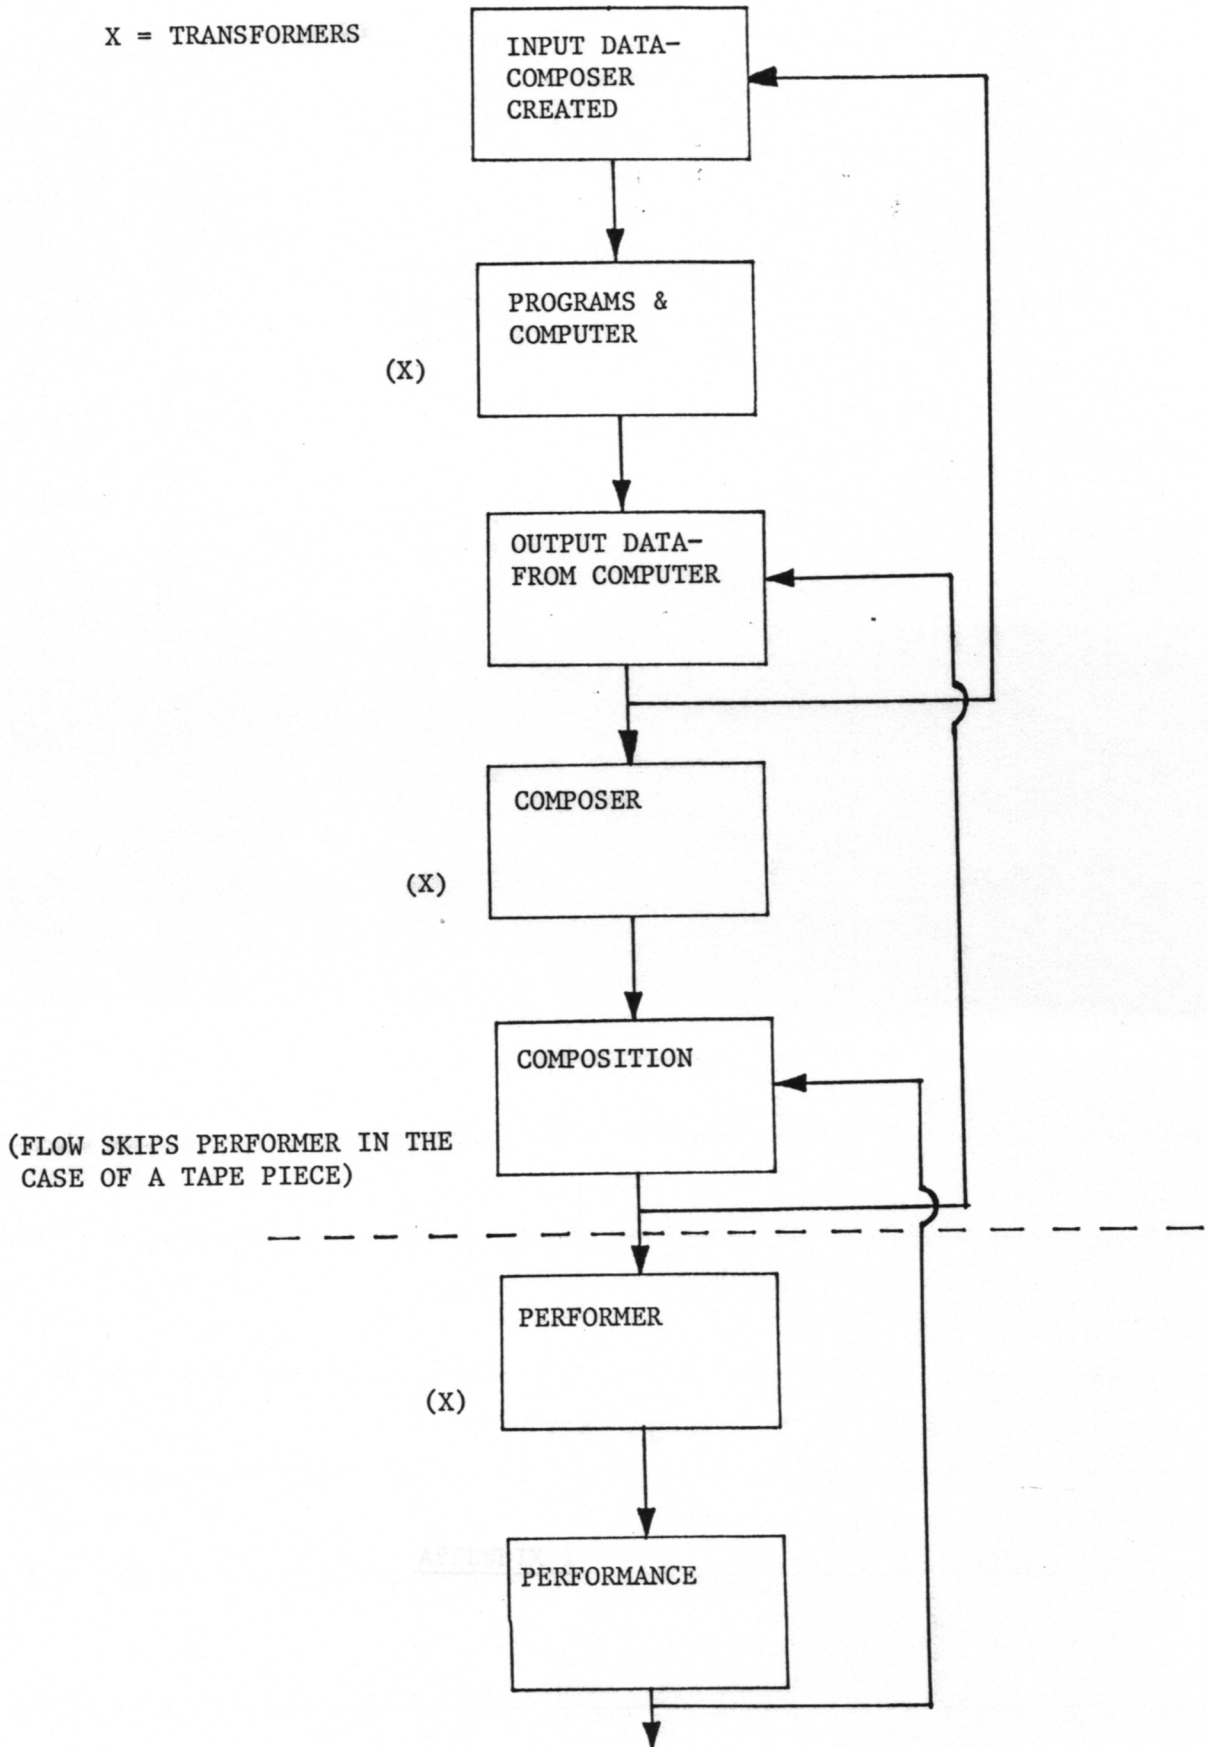 X = TRANSFORMERS
INPUT DATA-
COMPOSER
CREATED
PROGRAMS &
COMPUTER
(X)
OUTPUT DATA-
FROM COMPUTER
COMPOSER
(X)
COMPOSITION
(FLOW SKIPS PERFORMER IN THE
CASE OF A TAPE PIECE)
PERFORMER
(X)
PERFORMANCE